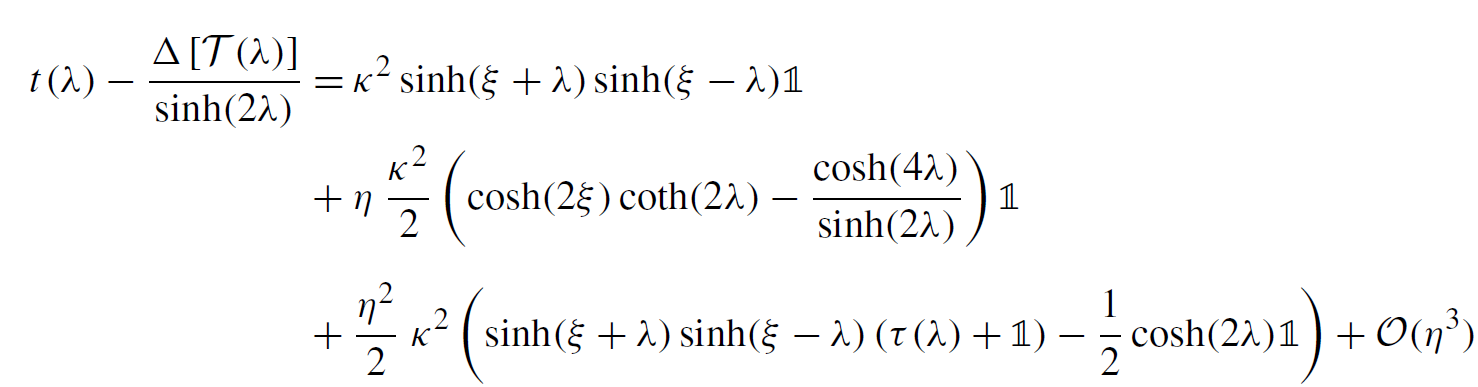 t(λ) − Δ[𝒯(λ)] / sinh(2λ) = κ² sinh(ξ + λ) sinh(ξ − λ)𝟙
+ η κ²/2 ( cosh(2ξ) coth(2λ) − cosh(4λ) / sinh(2λ) ) 𝟙
+ η²/2 κ² ( sinh(ξ + λ) sinh(ξ − λ) (τ(λ) + 𝟙) − 1/2 cosh(2λ)𝟙 ) + 𝒪(η³)